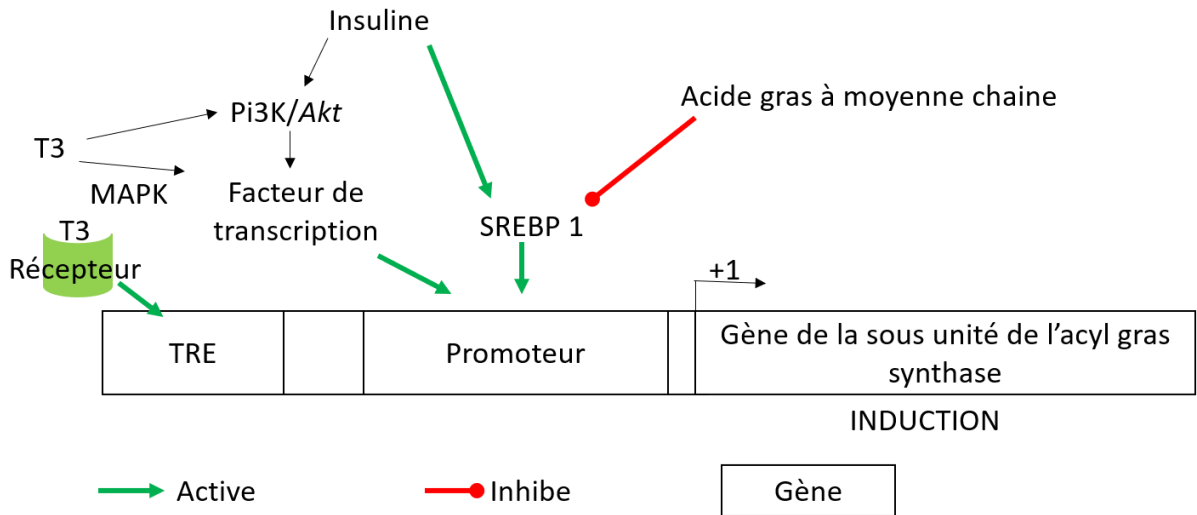 Insuline
Acide gras à moyenne chaine
Pi3K/Akt
T3
MAPK
Facteur de
transcription
SREBP 1
T3
Récepteur
+1
TRE
Promoteur
Gène de la sous unité de l’acyl gras
synthase
INDUCTION
Active
Inhibe
Gène